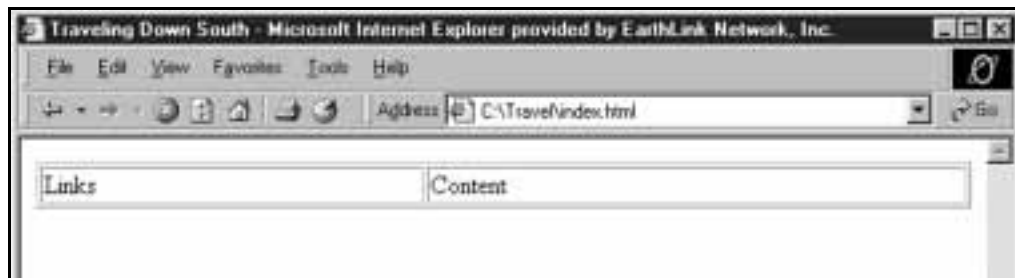 Traveling Down South - Microsoft Internet Explorer provided by EarthLink Network, Inc.
File Edit View Favorites Tools Help
Address C:\Travel\index.html Go
Links Content